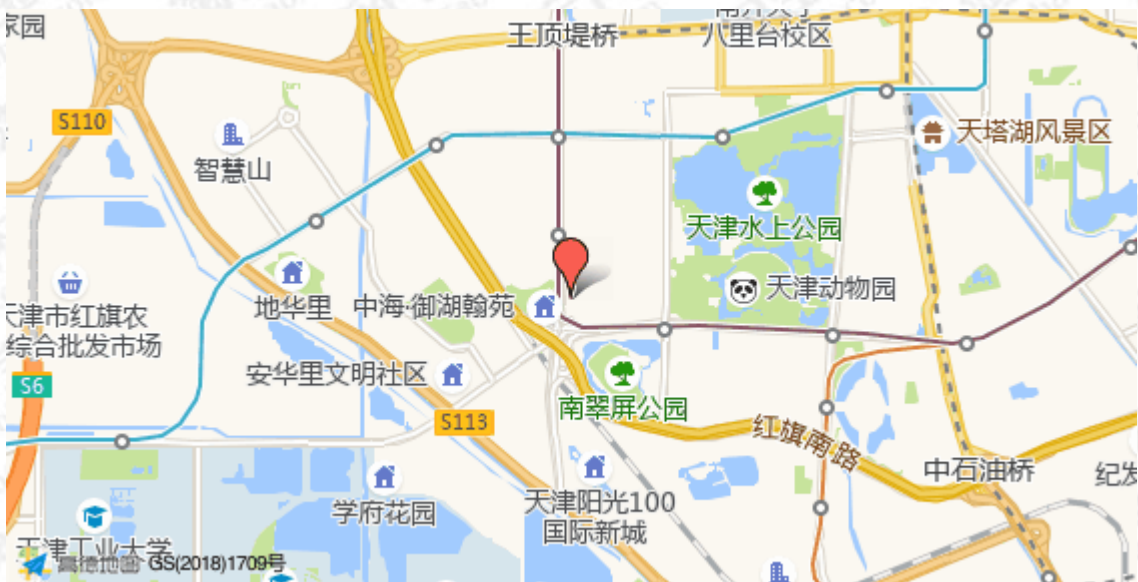 家园
王顶堤桥
八里台校区
S110
智慧山
天塔湖风景区
天津水上公园
地华里
中海·御湖翰苑
天津动物园
天津市红旗农
综合批发市场
S6
安华里文明社区
S113
南翠屏公园
红旗南路
中石油桥
纪发
学府花园
天津阳光100
国际新城
天津工业大学
高德地图 GS(2018)1709号